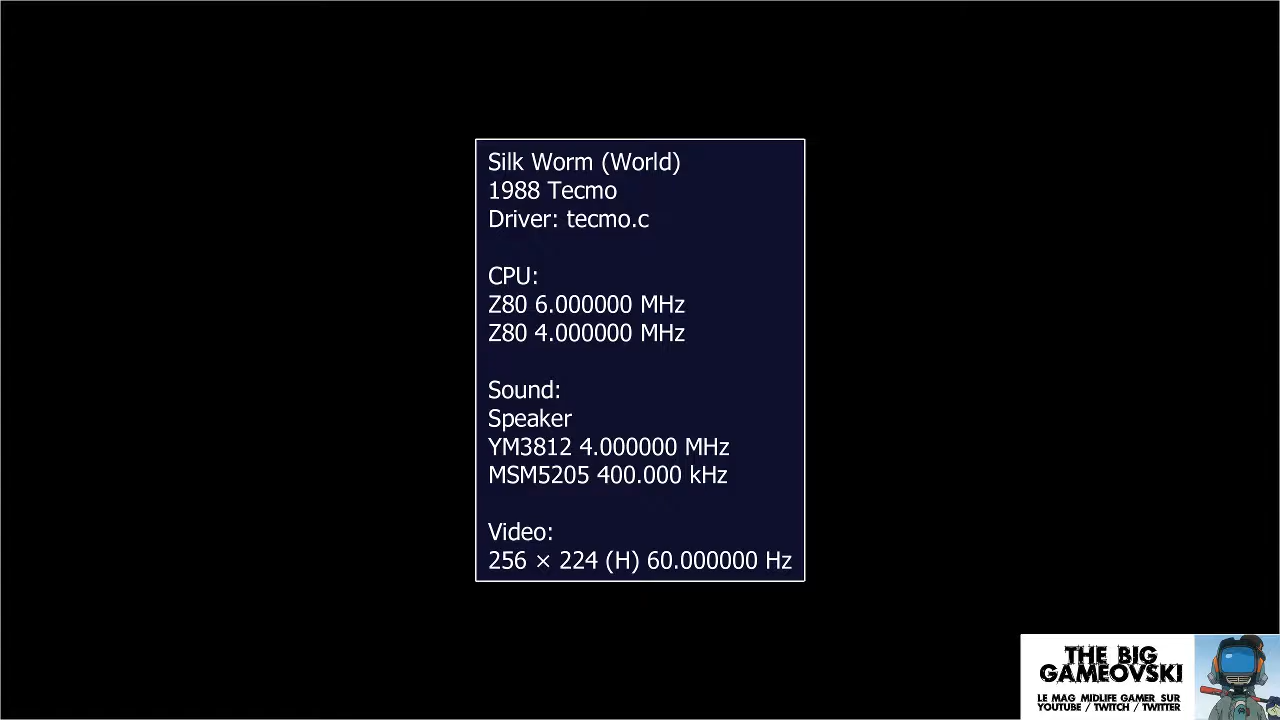 Silk Worm (World)
1988 Tecmo
Driver: tecmo.c
CPU:
Z80 6.000000 MHz
Z80 4.000000 MHz
Sound:
Speaker
YM3812 4.000000 MHz
MSM5205 400.000 kHz
Video:
256 × 224 (H) 60.000000 Hz
THE BIG
GAMEOVSKI
LE MAG MIDLIFE GAMER SUR
YOUTUBE / TWITCH / TWITTER